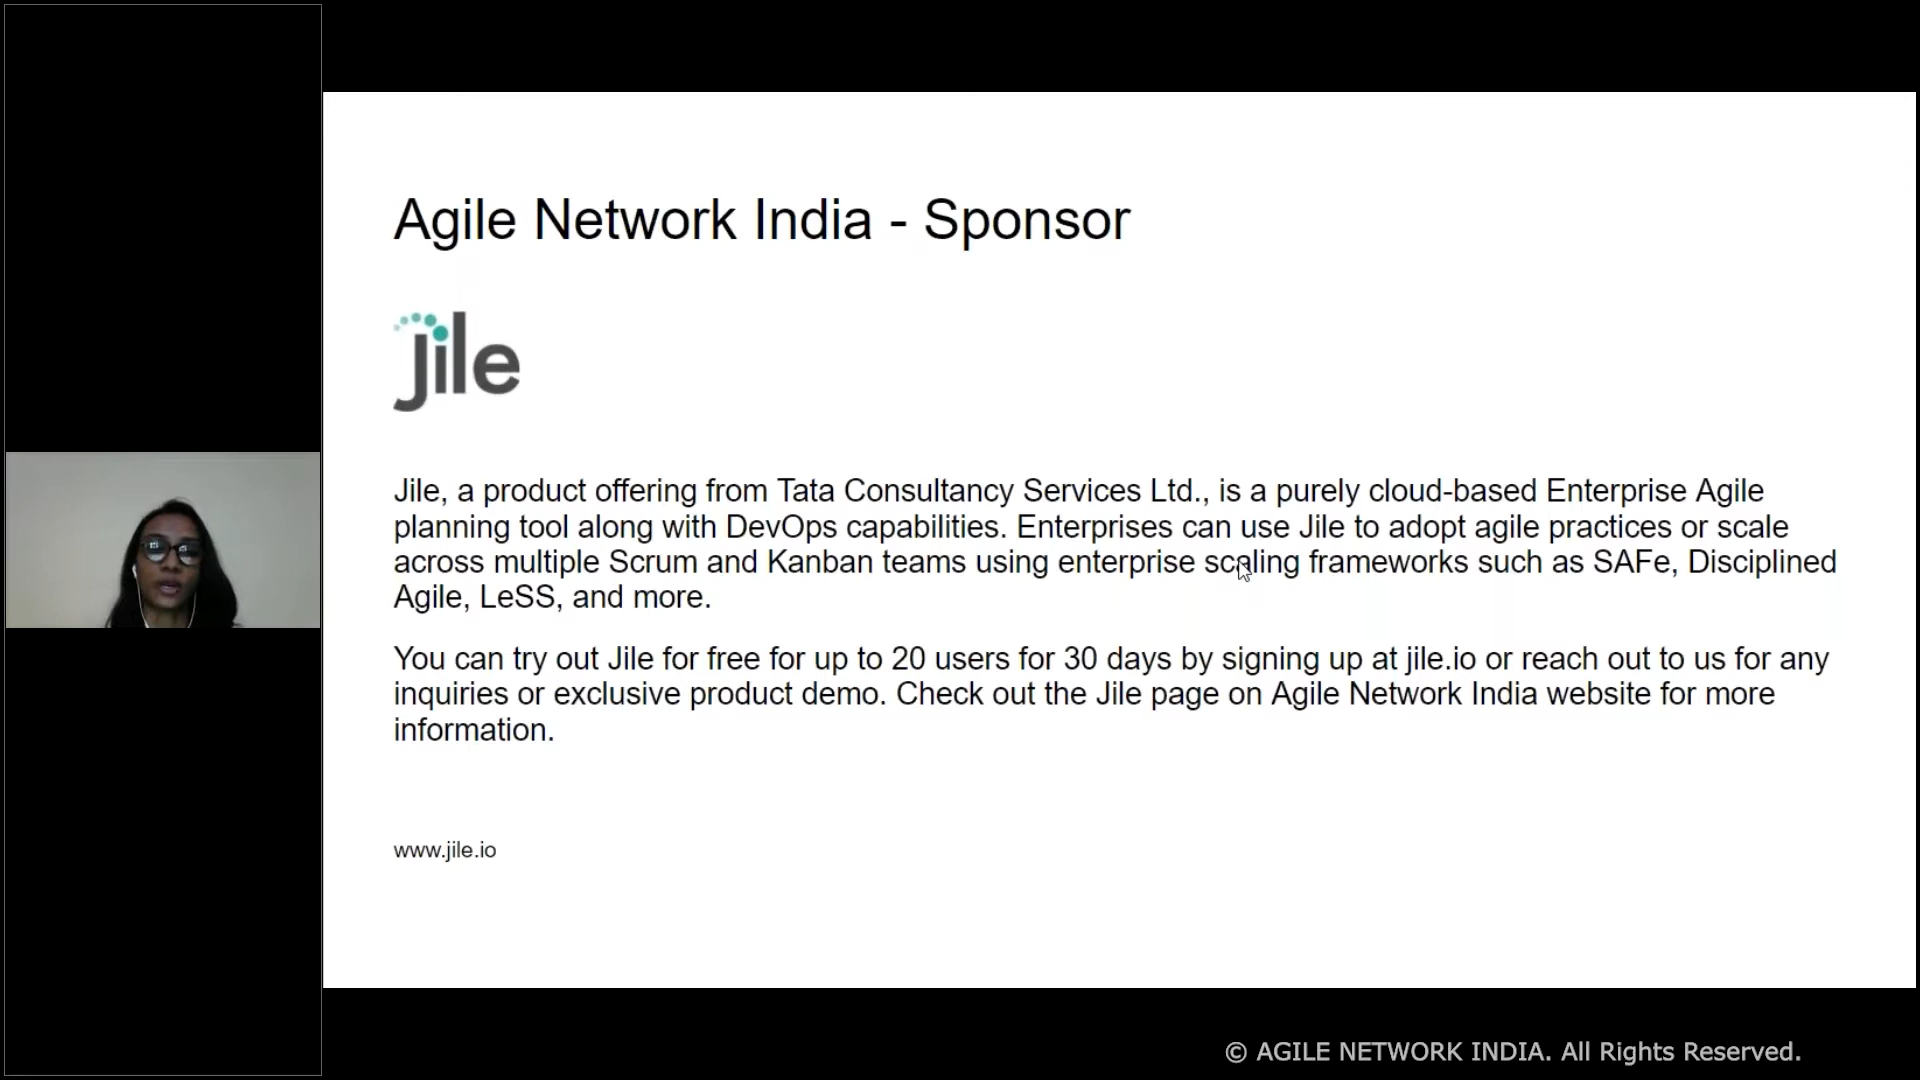 Agile Network India - Sponsor
jile
Jile, a product offering from Tata Consultancy Services Ltd., is a purely cloud-based Enterprise Agile
planning tool along with DevOps capabilities. Enterprises can use Jile to adopt agile practices or scale
across multiple Scrum and Kanban teams using enterprise scaling frameworks such as SAFe, Disciplined
Agile, LeSS, and more.
You can try out Jile for free for up to 20 users for 30 days by signing up at jile.io or reach out to us for any
inquiries or exclusive product demo. Check out the Jile page on Agile Network India website for more
information.
www.jile.io
© AGILE NETWORK INDIA. All Rights Reserved.